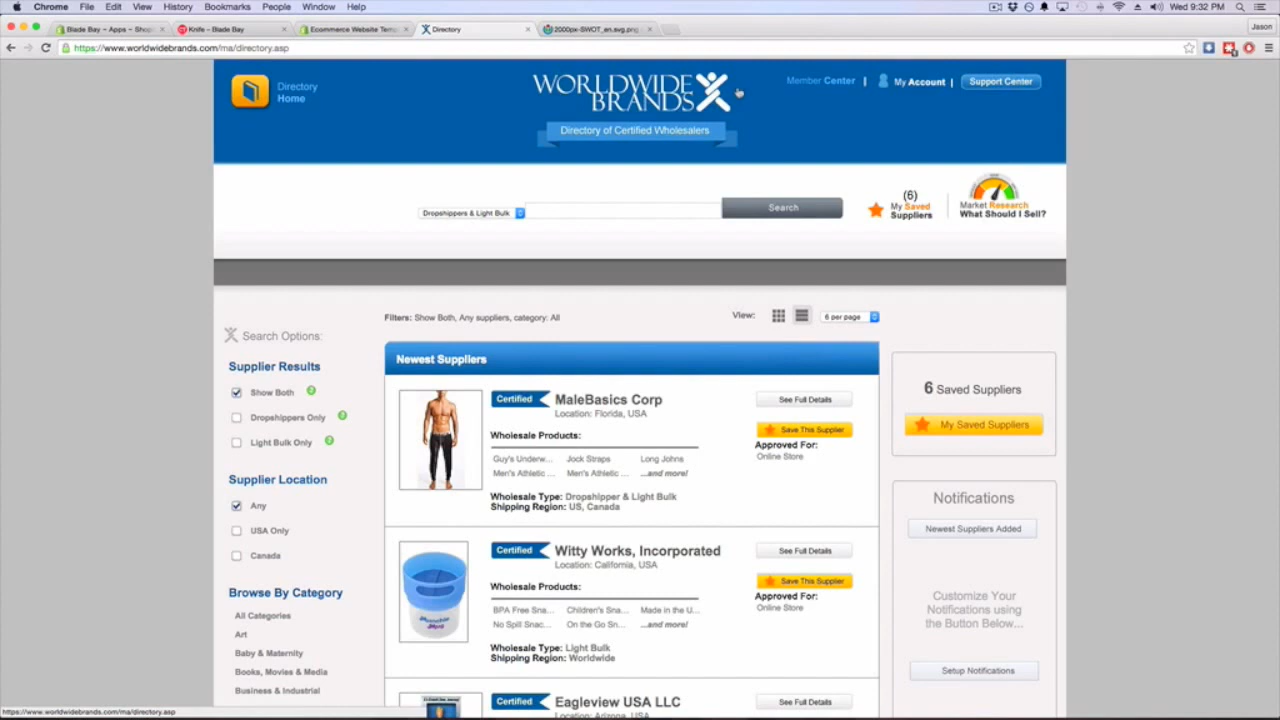 Chrome File Edit View History Bookmarks People Window Help
Wed 9:32 PM
Blade Bay ~ Apps ~ Shopi
Knife – Blade Bay
Ecommerce Website Temp
Directory
2000px-SWOT_en.svg.png
Jason
https://www.worldwidebrands.com/ma/directory.asp
Directory
Home
WORLDWIDE
BRANDS
Directory of Certified Wholesalers
Member Center | My Account | Support Center
Dropshippers & Light Bulk
Search
(6)
My Saved
Suppliers
Market Research
What Should I Sell?
Filters: Show Both, Any suppliers, category: All
View:
6 per page
Search Options:
Supplier Results
Show Both
Dropshippers Only
Light Bulk Only
Supplier Location
Any
USA Only
Canada
Browse By Category
All Categories
Art
Baby & Maternity
Books, Movies & Media
Business & Industrial
Newest Suppliers
Certified
MaleBasics Corp
Location: Florida, USA
See Full Details
Save This Supplier
Wholesale Products:
Approved For:
Online Store
Guy's Underw... Jock Straps Long Johns
Men's Athletic ... Men's Athletic ... ...and more!
Wholesale Type: Dropshipper & Light Bulk
Shipping Region: US, Canada
Certified
Witty Works, Incorporated
Location: California, USA
See Full Details
Save This Supplier
Wholesale Products:
Approved For:
Online Store
BPA Free Sna... Children's Sna... Made in the U...
No Spill Snac... On the Go Sn... ...and more!
Wholesale Type: Light Bulk
Shipping Region: Worldwide
Certified
Eagleview USA LLC
Location: Arizona, USA
See Full Details
6 Saved Suppliers
My Saved Suppliers
Notifications
Newest Suppliers Added
Customize Your
Notifications using
the Button Below...
Setup Notifications
https://www.worldwidebrands.com/ma/directory.asp